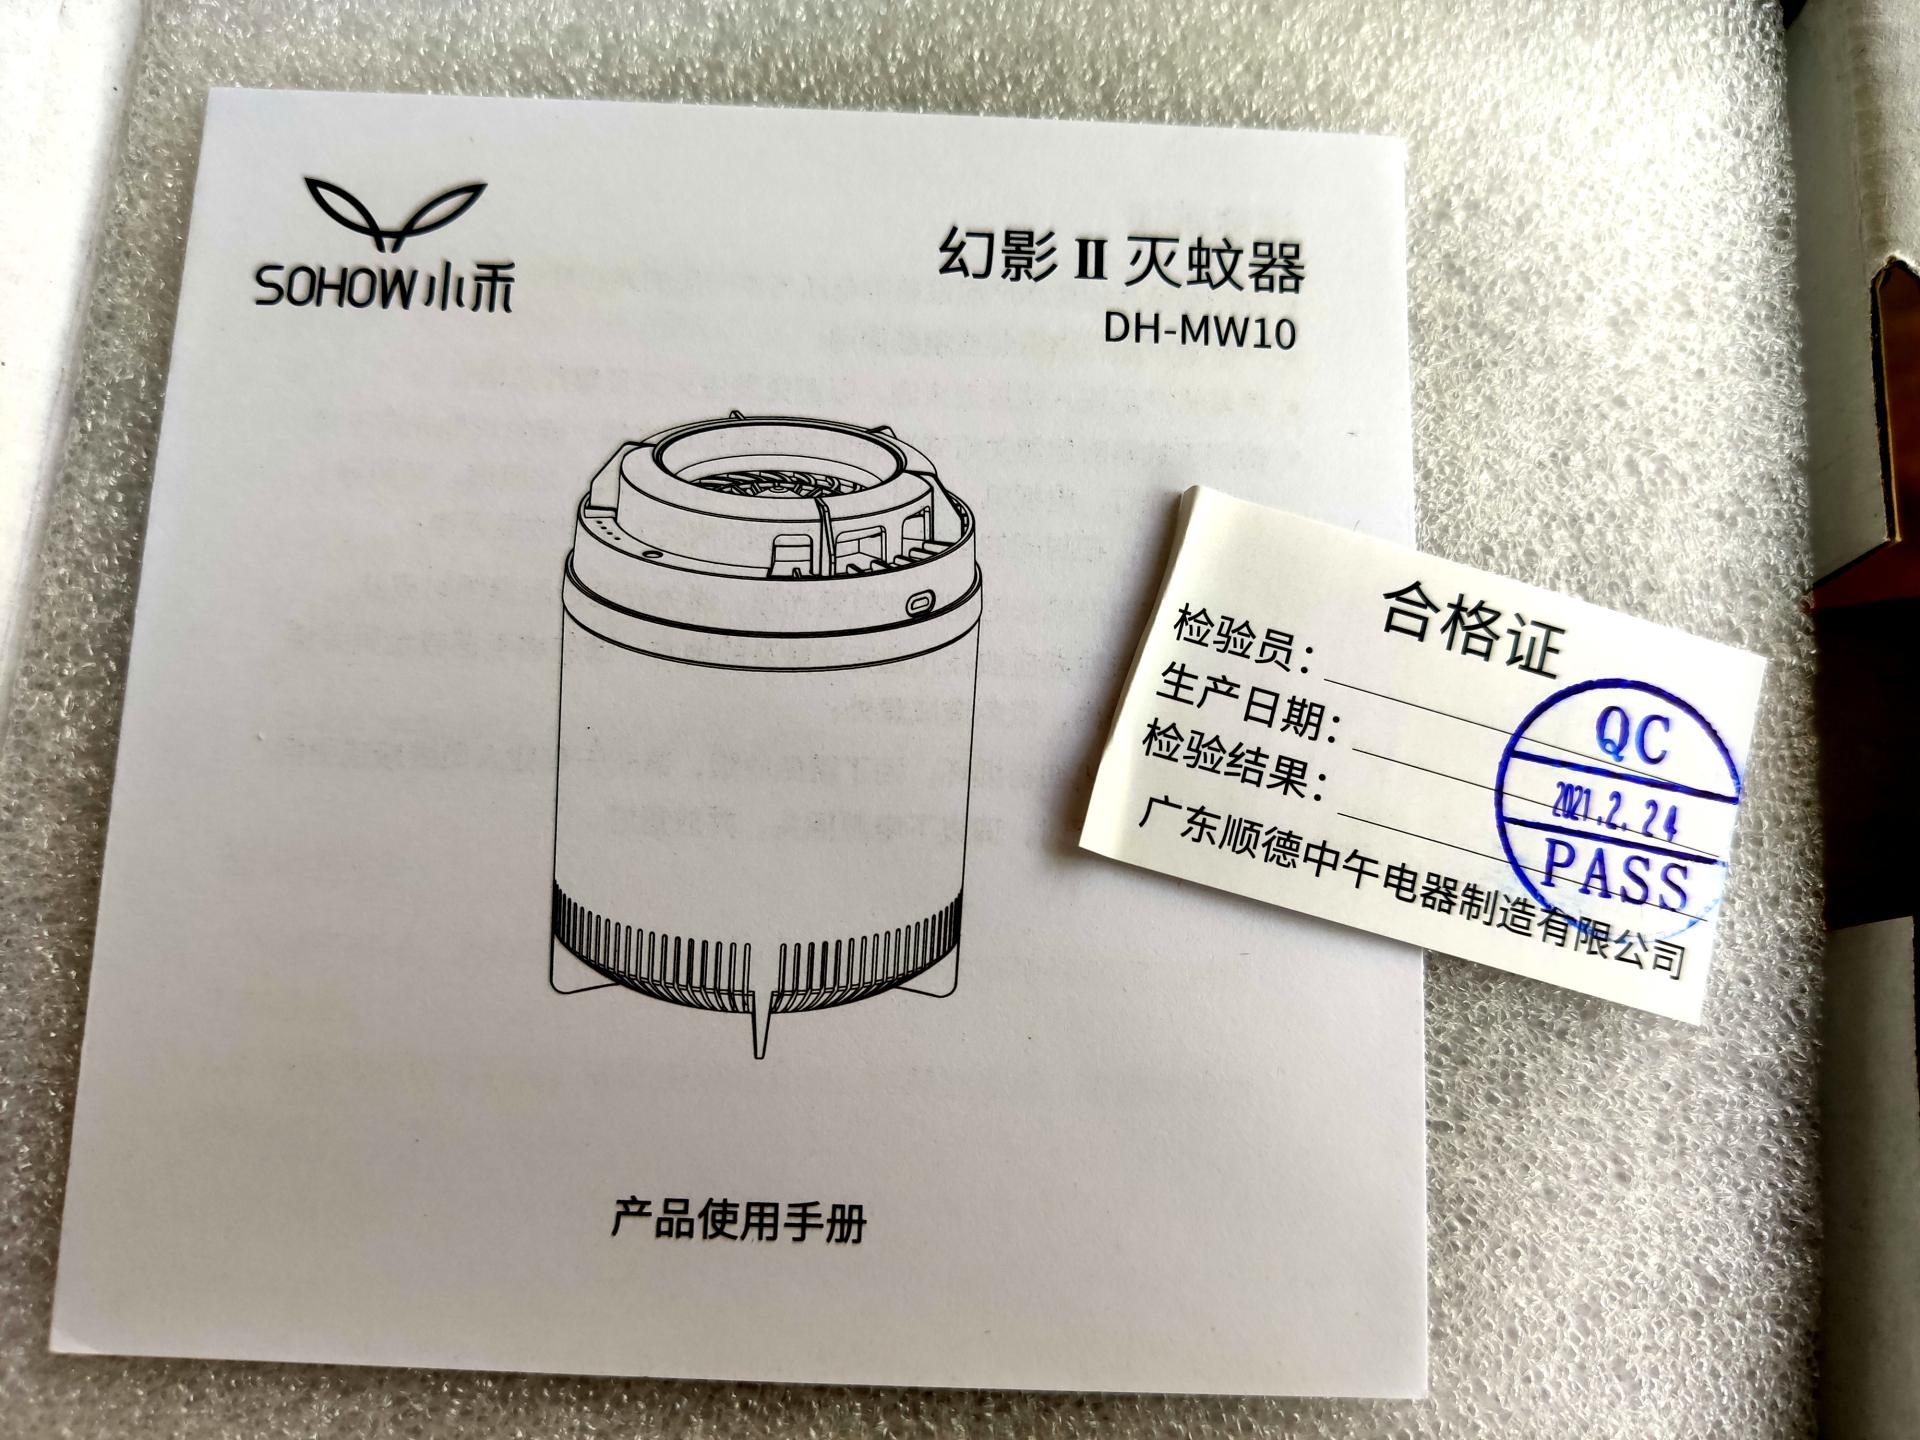 SOHOW小禾
幻影 II 灭蚊器
DH-MW10
产品使用手册
合格证
检验员：
生产日期：
检验结果：
广东顺德中午电器制造有限公司
QC
2021.2.24
PASS